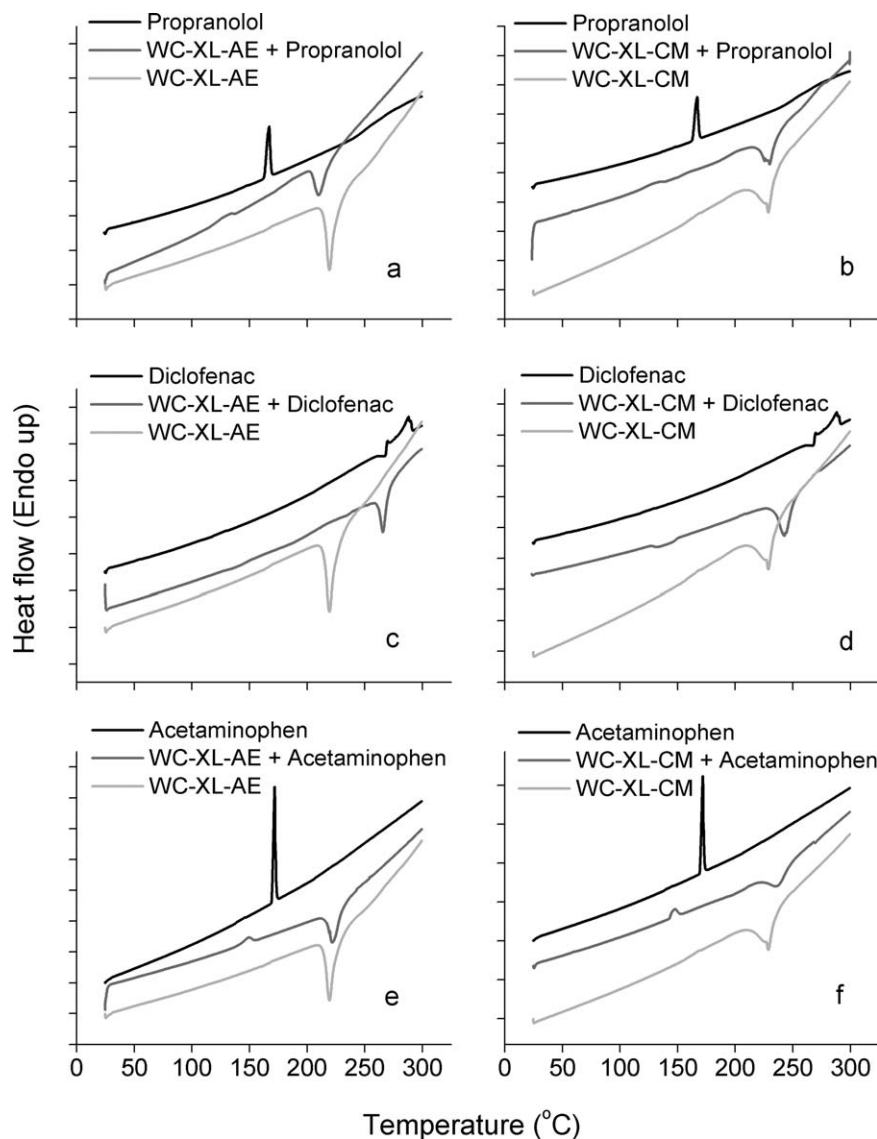 Propranolol
WC-XL-AE + Propranolol
WC-XL-AE
a
Propranolol
WC-XL-CM + Propranolol
WC-XL-CM
b
Diclofenac
WC-XL-AE + Diclofenac
WC-XL-AE
c
Diclofenac
WC-XL-CM + Diclofenac
WC-XL-CM
d
Acetaminophen
WC-XL-AE + Acetaminophen
WC-XL-AE
e
Acetaminophen
WC-XL-CM + Acetaminophen
WC-XL-CM
f
Heat flow (Endo up)
0 50 100 150 200 250 300
0 50 100 150 200 250 300
Temperature (°C)